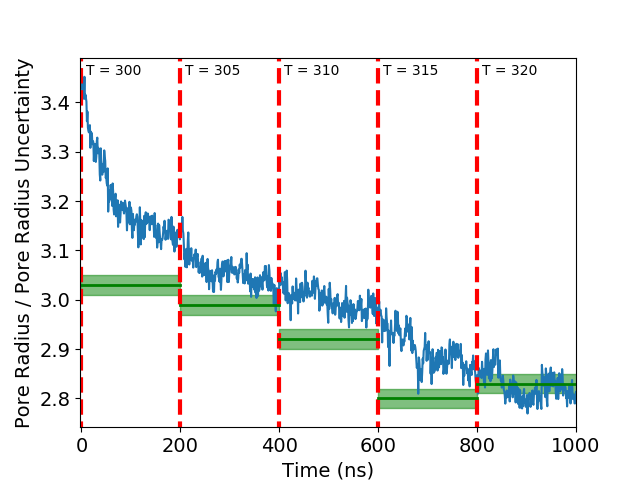 T = 300
T = 305
T = 310
T = 315
T = 320
Pore Radius / Pore Radius Uncertainty
3.4
3.3
3.2
3.1
3.0
2.9
2.8
0
200
400
600
800
1000
Time (ns)